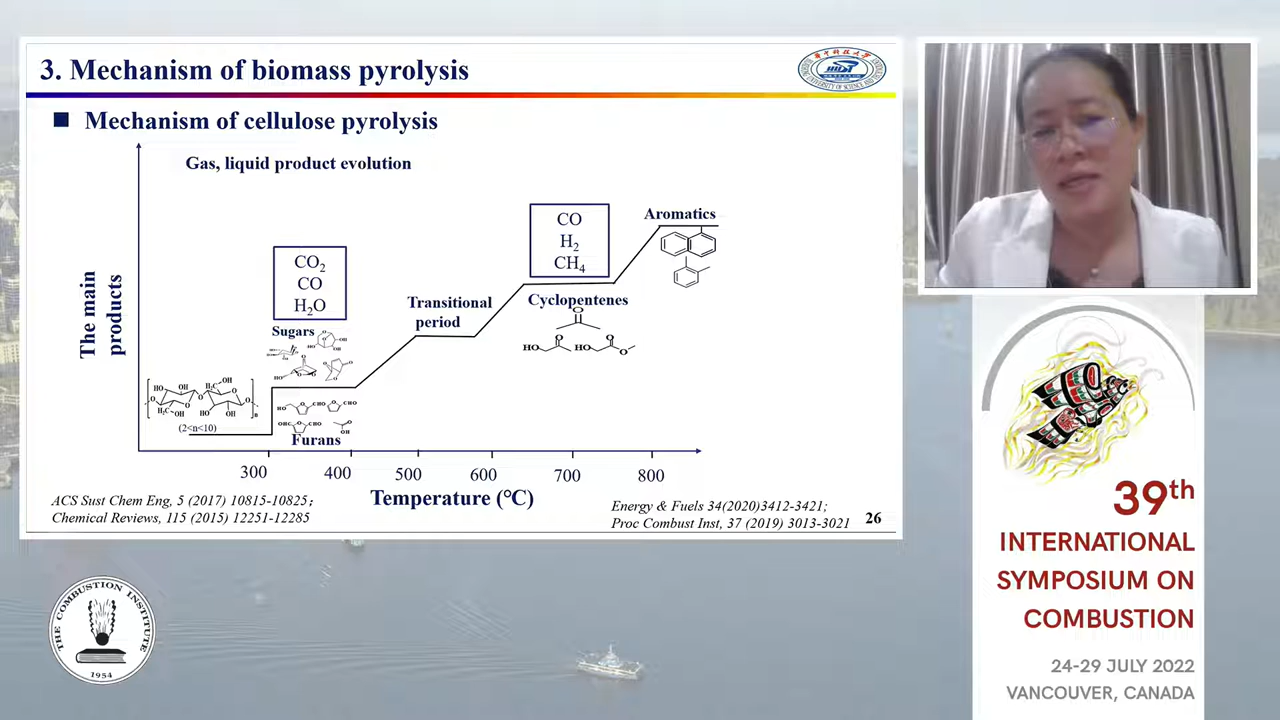 3. Mechanism of biomass pyrolysis
■ Mechanism of cellulose pyrolysis
Gas, liquid product evolution
The main
products
(2<n<10)
CO₂
CO
H₂O
Sugars
Furans
Transitional
period
CO
H₂
CH₄
Cyclopentenes
Aromatics
300
400
500
600
700
800
Temperature (℃)
ACS Sust Chem Eng, 5 (2017) 10815-10825;
Chemical Reviews, 115 (2015) 12251-12285
Energy & Fuels 34(2020)3412-3421;
Proc Combust Inst, 37 (2019) 3013-3021
26
THE COMBUSTION INSTITUTE
1954
39th
INTERNATIONAL
SYMPOSIUM ON
COMBUSTION
24-29 JULY 2022
VANCOUVER, CANADA